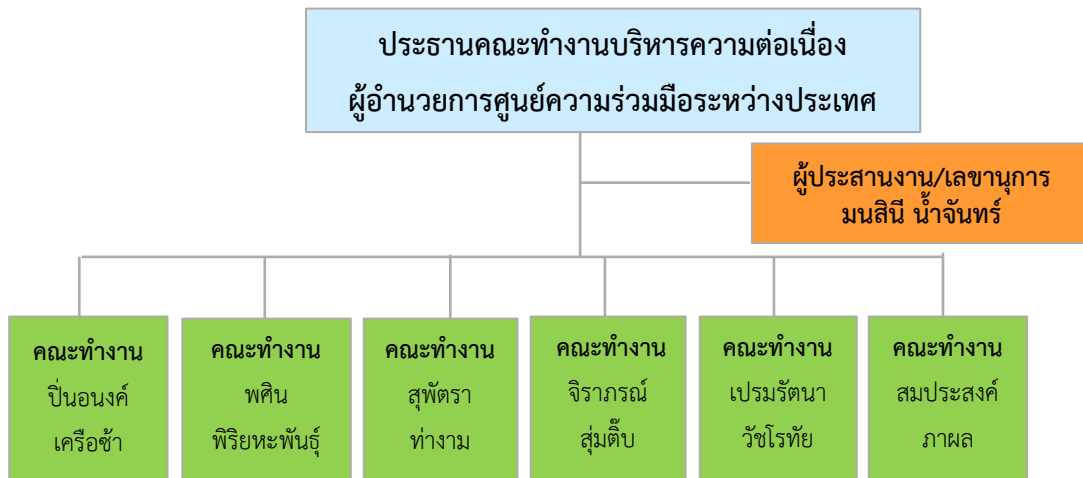 ประธานคณะทำงานบริหารความต่อเนื่อง
ผู้อำนวยการศูนย์ความร่วมมือระหว่างประเทศ
ผู้ประสานงาน/เลขานุการ
มนสินี น้ำจันทร์
คณะทำงาน
ปิ่นอนงค์
เครือซ้า
คณะทำงาน
พศิน
พิริยหะพันธุ์
คณะทำงาน
สุพัตรา
ท่างาม
คณะทำงาน
จิราภรณ์
สุ่มติ๊บ
คณะทำงาน
เปรมรัตนา
วัชโรทัย
คณะทำงาน
สมประสงค์
ภาผล